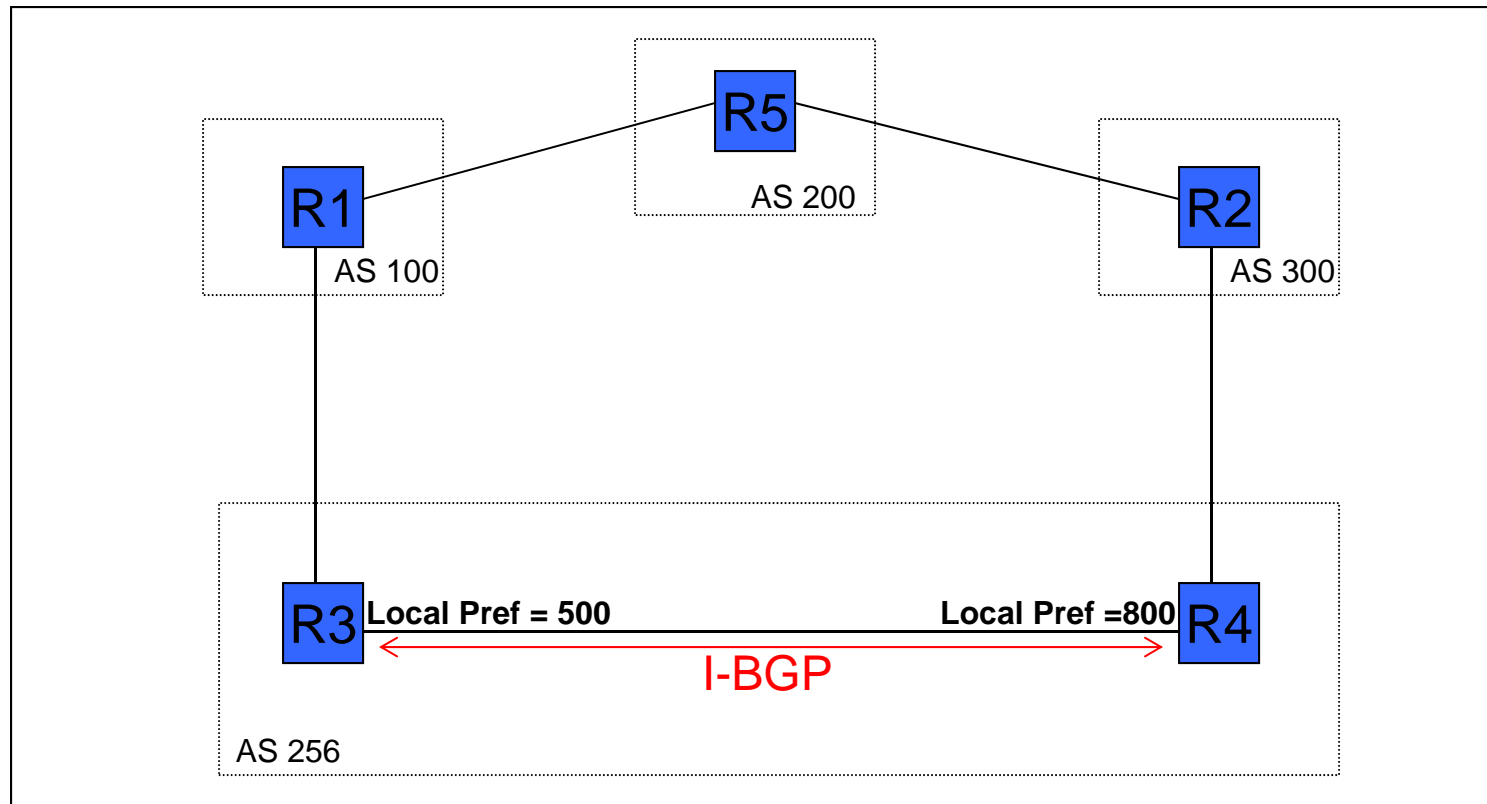 R5
AS 200
R1
AS 100
R2
AS 300
R3
Local Pref = 500
Local Pref =800
R4
I-BGP
AS 256